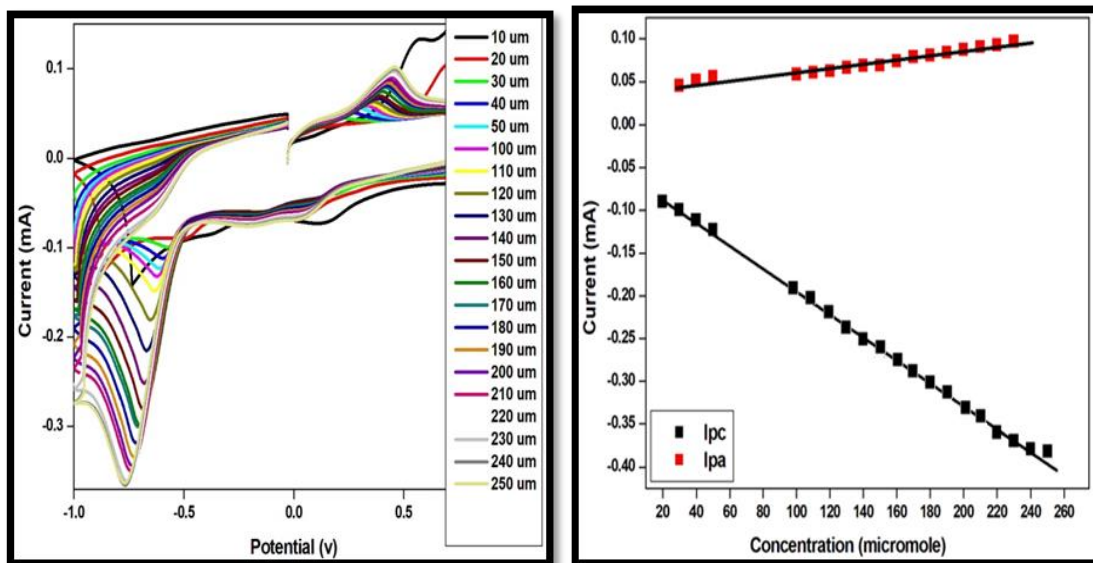 10 um
20 um
30 um
40 um
50 um
100 um
110 um
120 um
130 um
140 um
150 um
160 um
170 um
180 um
190 um
200 um
210 um
220 um
230 um
240 um
250 um
0.1
0.0
-0.1
-0.2
-0.3
Current (mA)
-1.0 -0.5 0.0 0.5
Potential (v)
0.10
0.05
0.00
-0.05
-0.10
-0.15
-0.20
-0.25
-0.30
-0.35
-0.40
Current (mA)
Ipc
Ipa
20 40 60 80 100 120 140 160 180 200 220 240 260
Concentration (micromole)